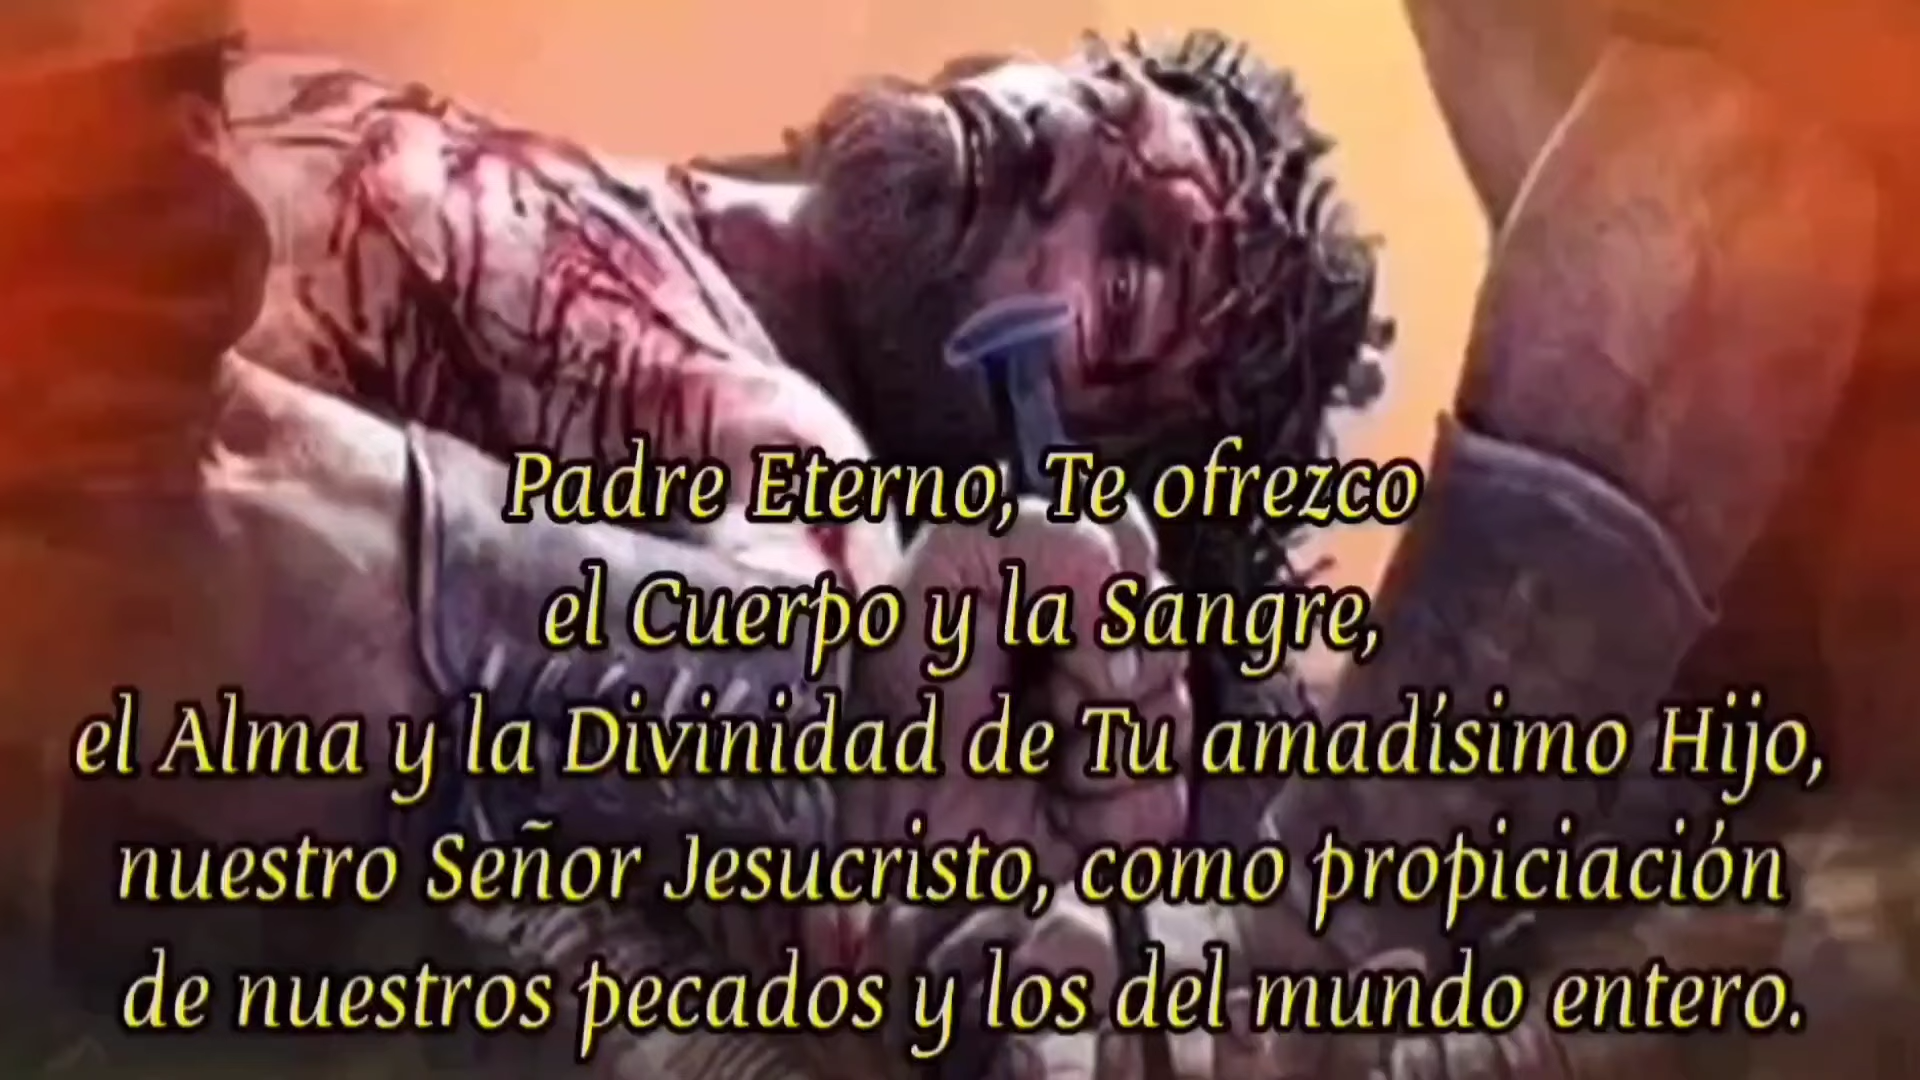 Padre Eterno, Te ofrezco
el Cuerpo y la Sangre,
el Alma y la Divinidad de Tu amadísimo Hijo,
nuestro Señor Jesucristo, como propiciación
de nuestros pecados y los del mundo entero.